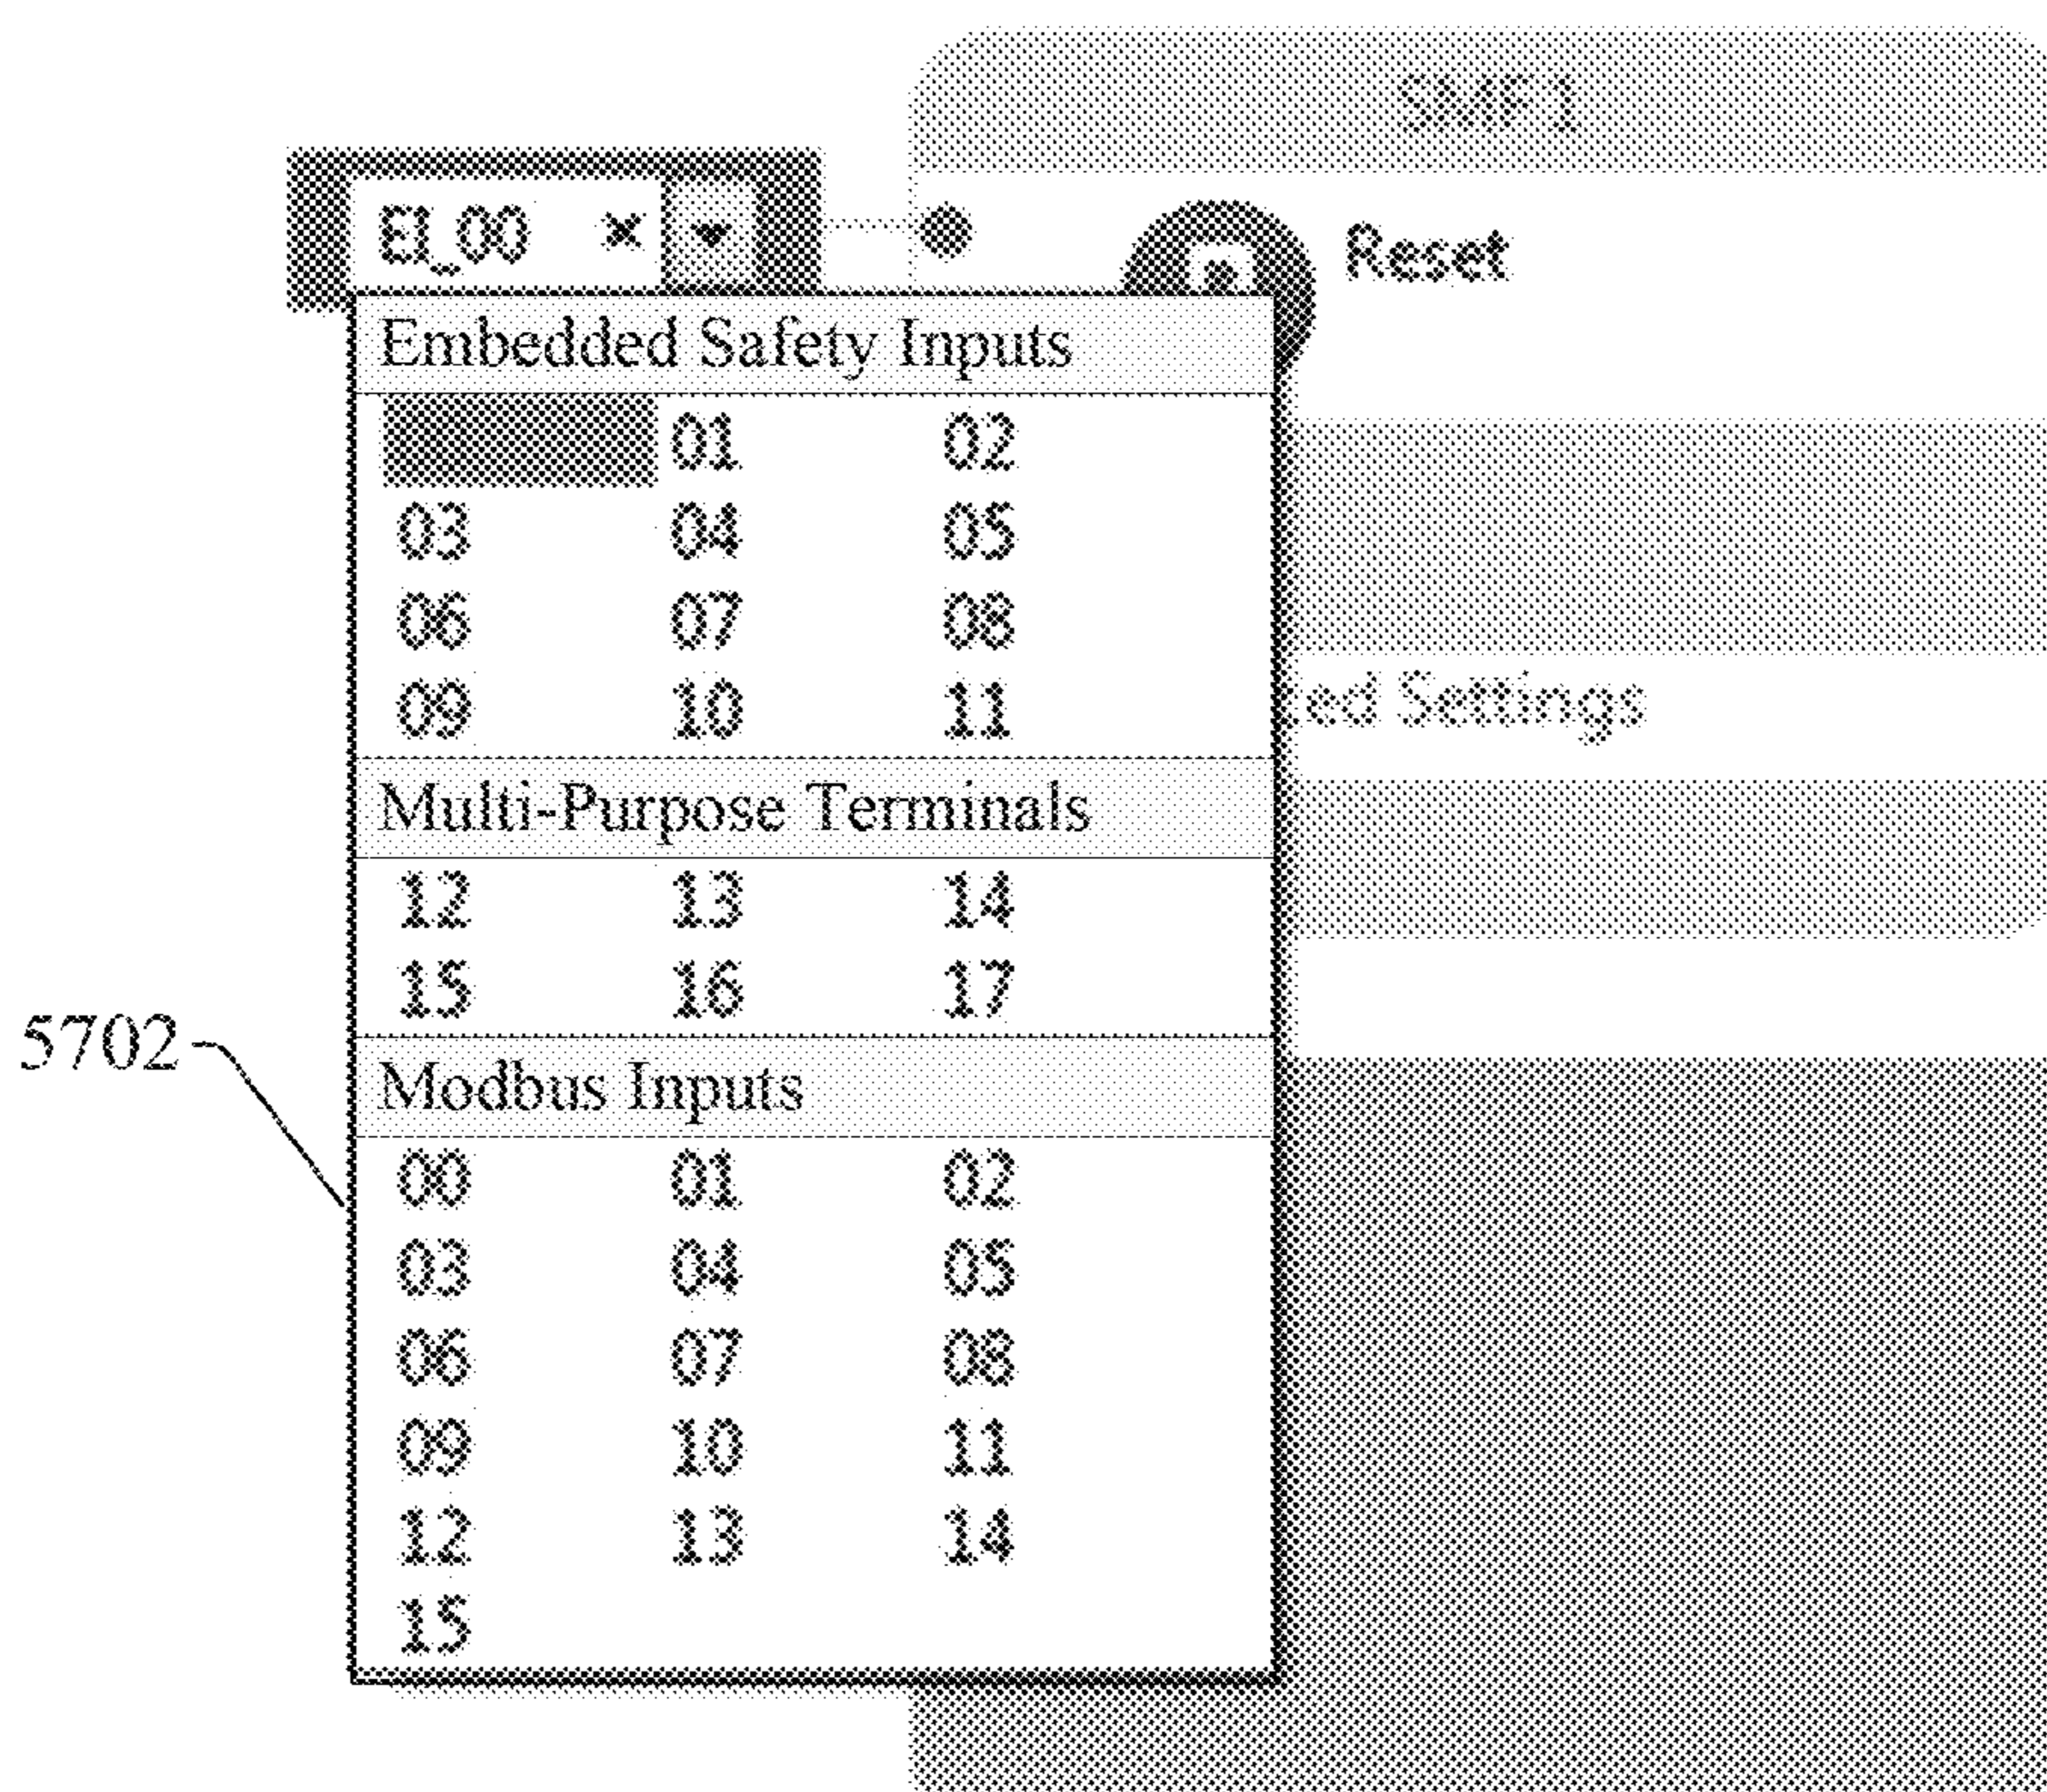 SMF 1
EI_00 ×
Reset
Embedded Safety Inputs
01 02
03 04 05
06 07 08
09 10 11
ed Settings
Multi-Purpose Terminals
12 13 14
15 16 17
5702
Modbus Inputs
00 01 02
03 04 05
06 07 08
09 10 11
12 13 14
15